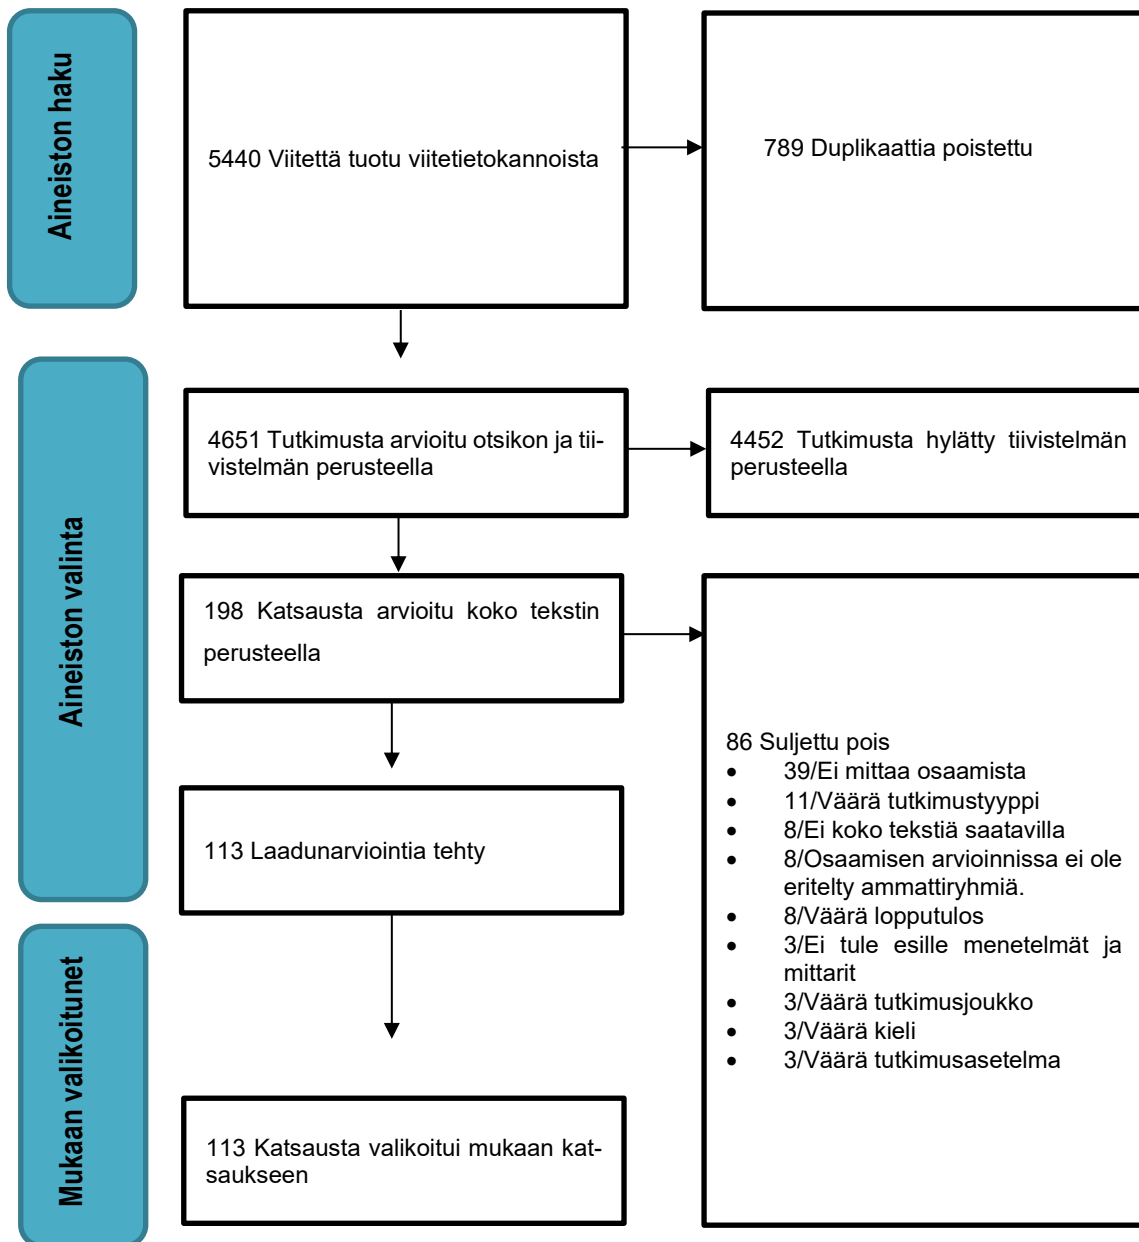 Aineiston haku
5440 Viitettä tuotu viitetietokannoista
789 Duplikaattia poistettu
Aineiston valinta
4651 Tutkimusta arvioitu otsikon ja tii-
vistelmän perusteella
4452 Tutkimusta hylätty tiivistelmän
perusteella
198 Katsausta arvioitu koko tekstin
perusteella
86 Suljettu pois
• 39/Ei mittaa osaamista
• 11/Väärä tutkimustyyppi
• 8/Ei koko tekstiä saatavilla
• 8/Osaamisen arvioinnissa ei ole
eritelty ammattiryhmiä.
• 8/Väärä lopputulos
• 3/Ei tule esille menetelmät ja
mittarit
• 3/Väärä tutkimusjoukko
• 3/Väärä kieli
• 3/Väärä tutkimusasetelma
113 Laadunarviointia tehty
Mukaan valikoitunet
113 Katsausta valikoitui mukaan kat-
saukseen